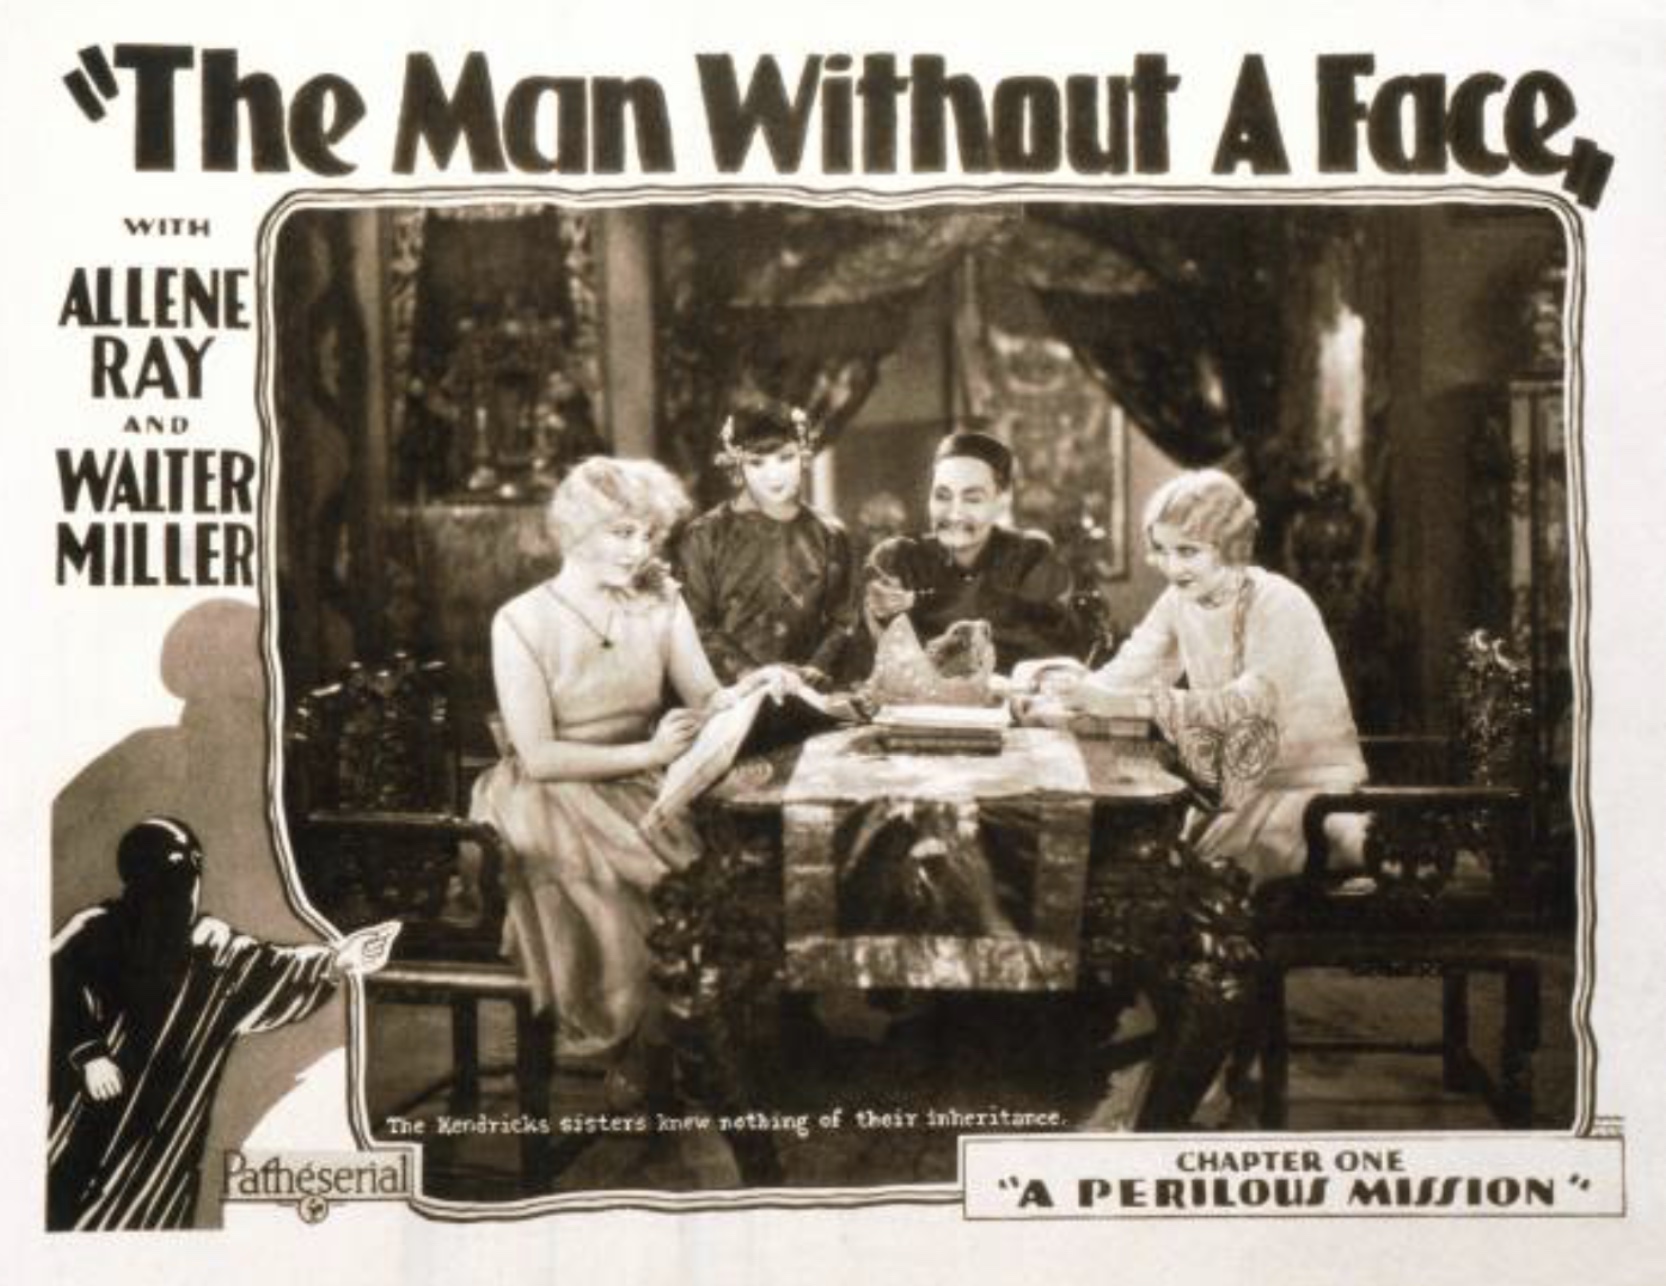 "The Man Without A Face"
WITH
ALLENE
RAY
AND
WALTER
MILLER
The Kendricks sisters knew nothing of their inheritance.
Pathéserial
CHAPTER ONE
"A PERILOUS MISSION"